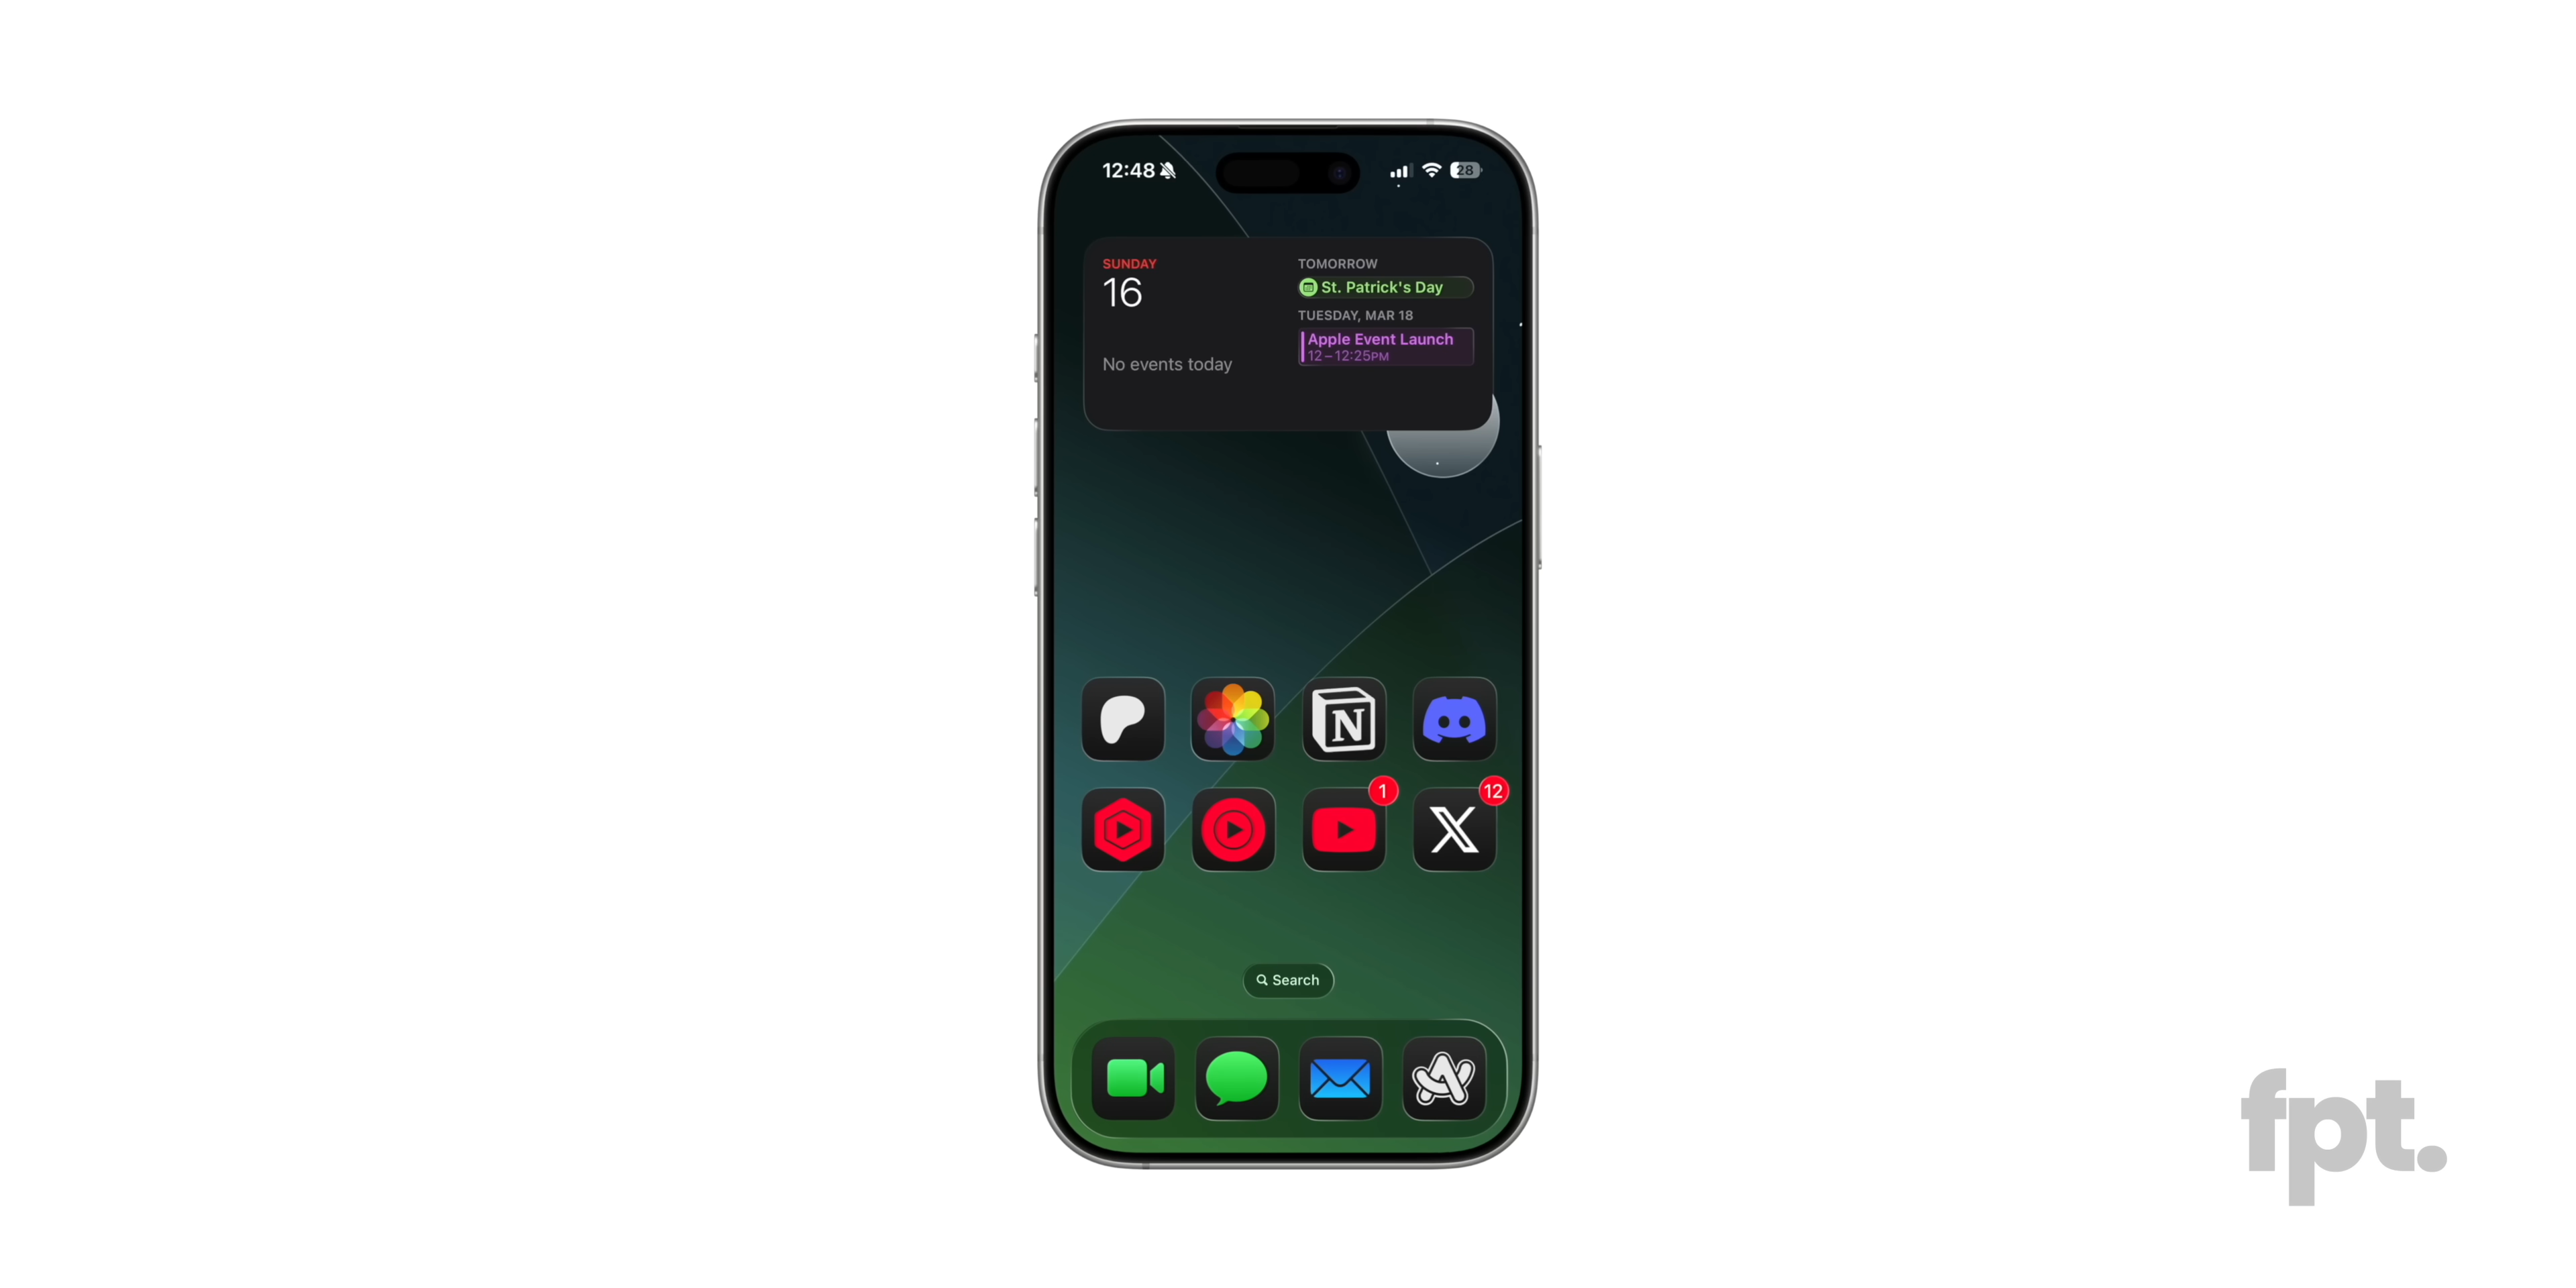 12:48
28
SUNDAY
16
No events today
TOMORROW
St. Patrick's Day
TUESDAY, MAR 18
Apple Event Launch
12–12:25PM
N
1
12
X
Search
fpt.